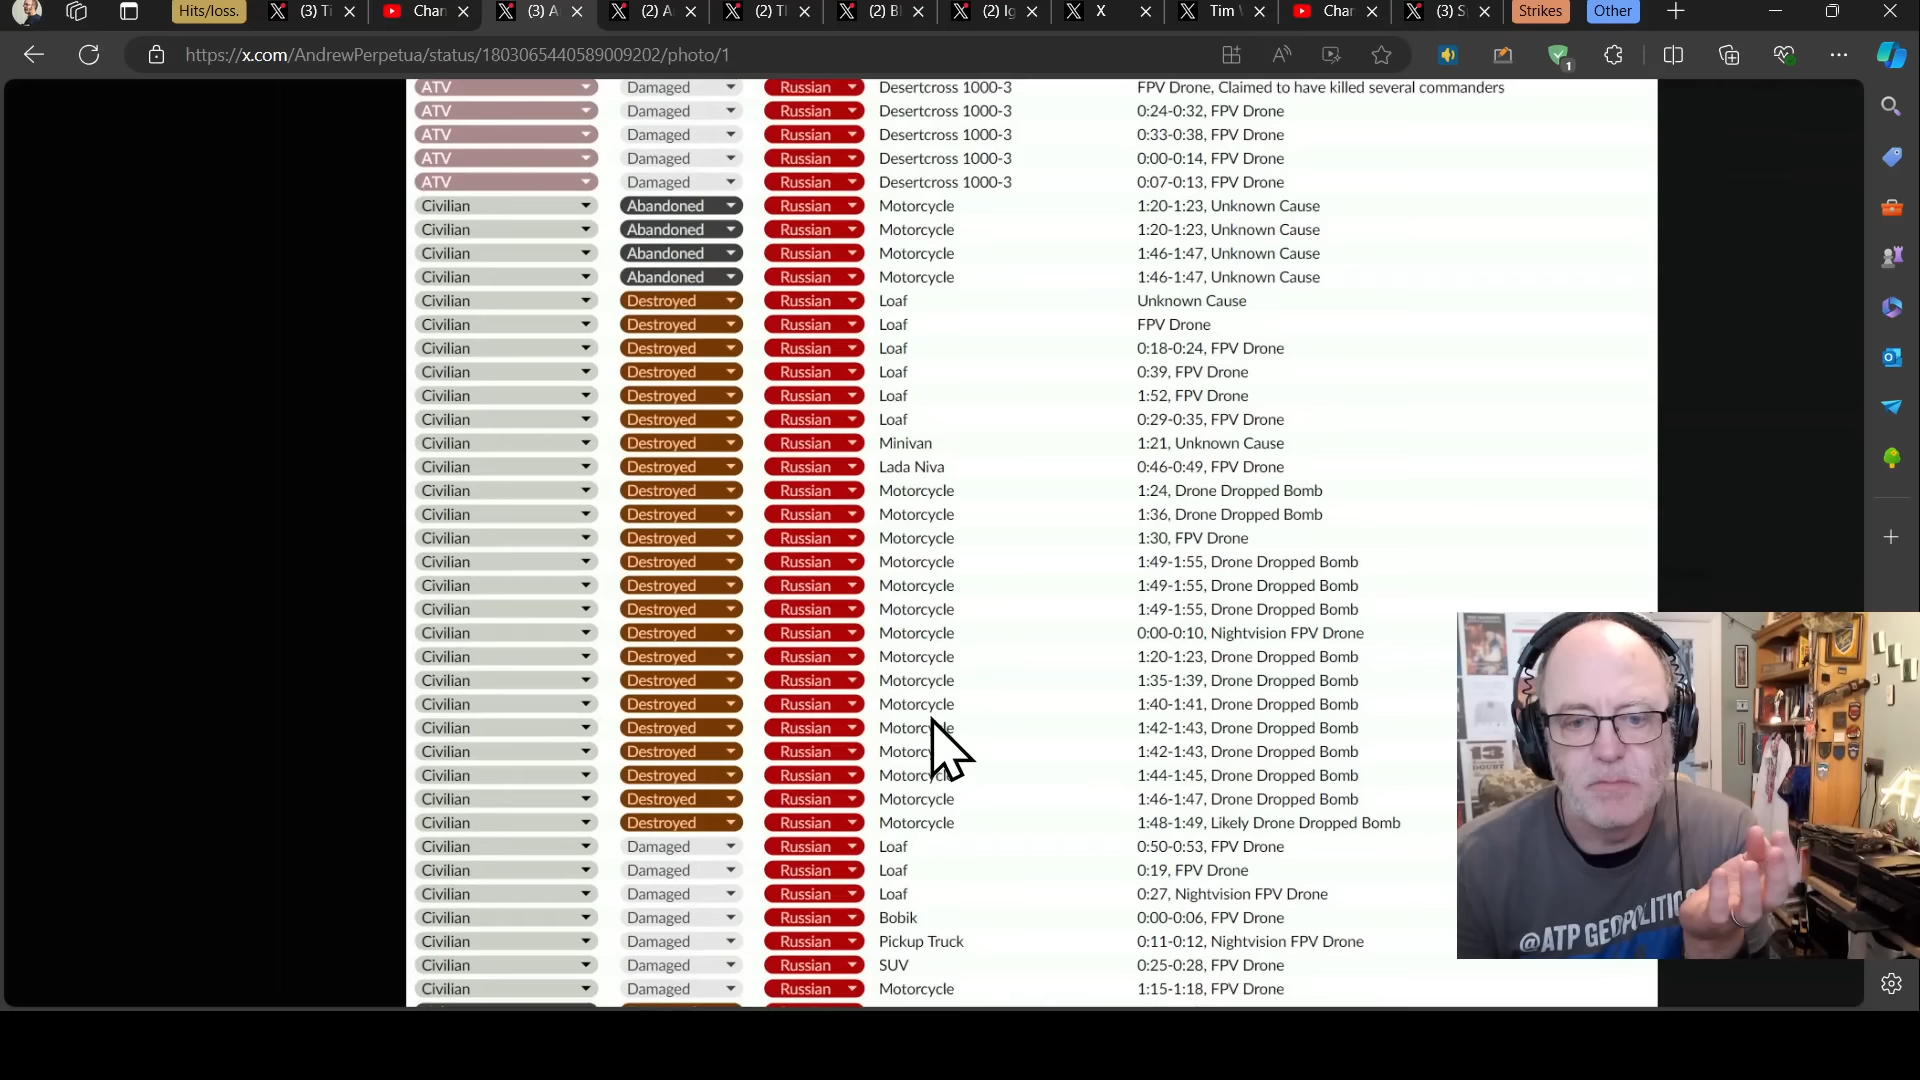 Hits/loss. (3) Ti Chan (3) A (2) A (2) Tl (2) Bl (2) Ig X Tim Char (3) S Strikes Other
https://x.com/AndrewPerpetua/status/1803065440589009202/photo/1
1
ATV Damaged Russian Desertcross 1000-3 FPV Drone, Claimed to have killed several commanders
ATV Damaged Russian Desertcross 1000-3 0:24-0:32, FPV Drone
ATV Damaged Russian Desertcross 1000-3 0:33-0:38, FPV Drone
ATV Damaged Russian Desertcross 1000-3 0:00-0:14, FPV Drone
ATV Damaged Russian Desertcross 1000-3 0:07-0:13, FPV Drone
Civilian Abandoned Russian Motorcycle 1:20-1:23, Unknown Cause
Civilian Abandoned Russian Motorcycle 1:20-1:23, Unknown Cause
Civilian Abandoned Russian Motorcycle 1:46-1:47, Unknown Cause
Civilian Abandoned Russian Motorcycle 1:46-1:47, Unknown Cause
Civilian Destroyed Russian Loaf Unknown Cause
Civilian Destroyed Russian Loaf FPV Drone
Civilian Destroyed Russian Loaf 0:18-0:24, FPV Drone
Civilian Destroyed Russian Loaf 0:39, FPV Drone
Civilian Destroyed Russian Loaf 1:52, FPV Drone
Civilian Destroyed Russian Loaf 0:29-0:35, FPV Drone
Civilian Destroyed Russian Minivan 1:21, Unknown Cause
Civilian Destroyed Russian Lada Niva 0:46-0:49, FPV Drone
Civilian Destroyed Russian Motorcycle 1:24, Drone Dropped Bomb
Civilian Destroyed Russian Motorcycle 1:36, Drone Dropped Bomb
Civilian Destroyed Russian Motorcycle 1:30, FPV Drone
Civilian Destroyed Russian Motorcycle 1:49-1:55, Drone Dropped Bomb
Civilian Destroyed Russian Motorcycle 1:49-1:55, Drone Dropped Bomb
Civilian Destroyed Russian Motorcycle 1:49-1:55, Drone Dropped Bomb
Civilian Destroyed Russian Motorcycle 0:00-0:10, Nightvision FPV Drone
Civilian Destroyed Russian Motorcycle 1:20-1:23, Drone Dropped Bomb
Civilian Destroyed Russian Motorcycle 1:35-1:39, Drone Dropped Bomb
Civilian Destroyed Russian Motorcycle 1:40-1:41, Drone Dropped Bomb
Civilian Destroyed Russian Motorcycle 1:42-1:43, Drone Dropped Bomb
Civilian Destroyed Russian Motorcycle 1:42-1:43, Drone Dropped Bomb
Civilian Destroyed Russian Motorcycle 1:44-1:45, Drone Dropped Bomb
Civilian Destroyed Russian Motorcycle 1:46-1:47, Drone Dropped Bomb
Civilian Destroyed Russian Motorcycle 1:48-1:49, Likely Drone Dropped Bomb
Civilian Damaged Russian Loaf 0:50-0:53, FPV Drone
Civilian Damaged Russian Loaf 0:19, FPV Drone
Civilian Damaged Russian Loaf 0:27, Nightvision FPV Drone
Civilian Damaged Russian Bobik 0:00-0:06, FPV Drone
Civilian Damaged Russian Pickup Truck 0:11-0:12, Nightvision FPV Drone
Civilian Damaged Russian SUV 0:25-0:28, FPV Drone
Civilian Damaged Russian Motorcycle 1:15-1:18, FPV Drone
13
DOUBT
@ATP GEOPOLITIC